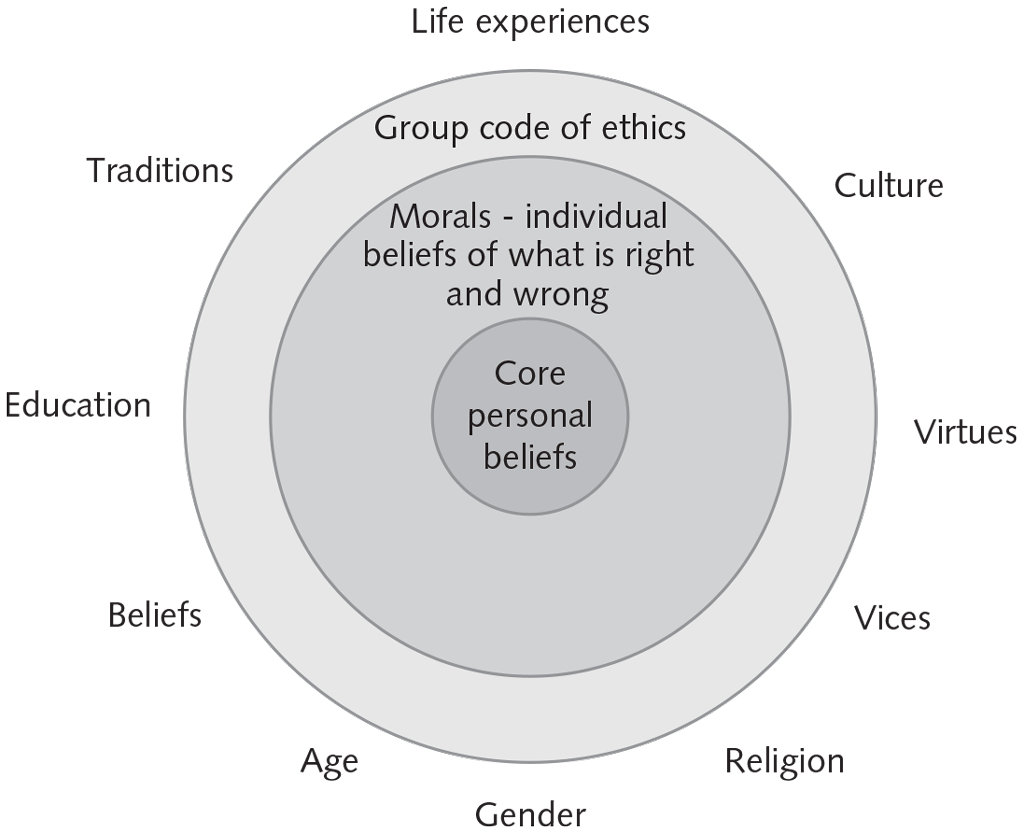 Life experiences
Group code of ethics
Traditions
Culture
Morals - individual
beliefs of what is right
and wrong
Core
personal
beliefs
Education
Virtues
Beliefs
Vices
Age
Religion
Gender